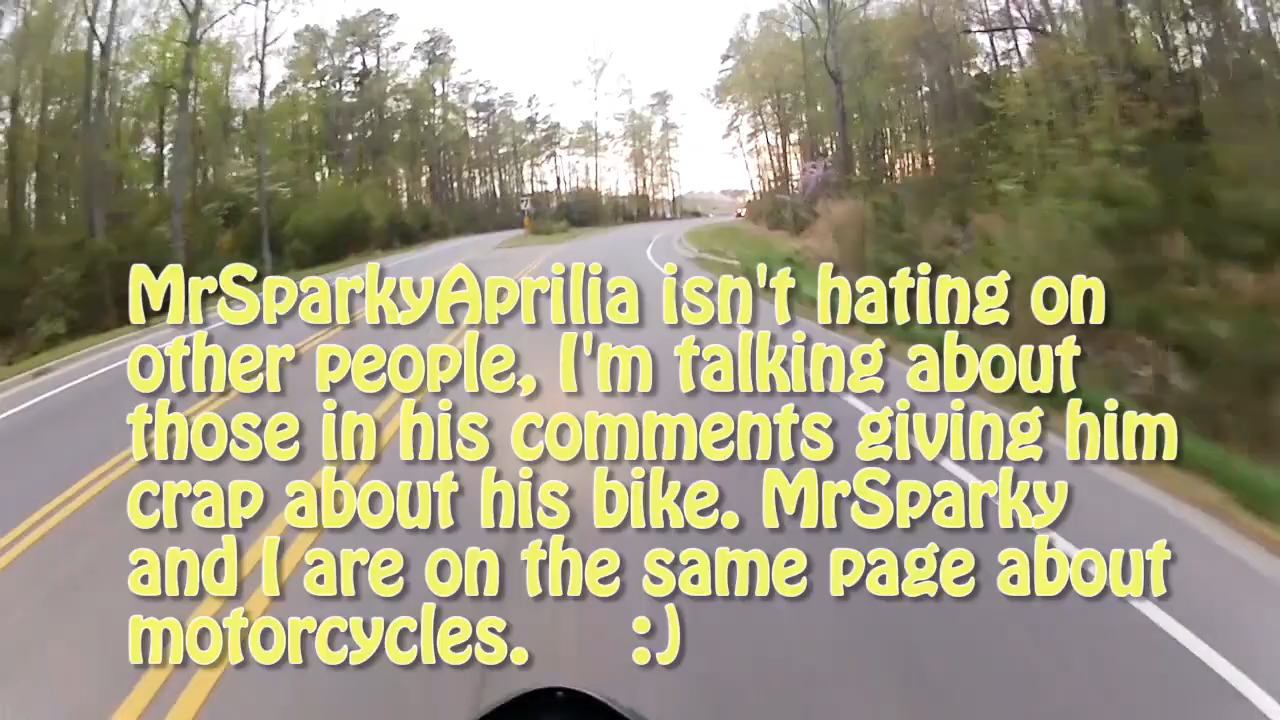 MrSparkyAprilia isn't hating on
other people, I'm talking about
those in his comments giving him
crap about his bike. MrSparky
and I are on the same page about
motorcycles. :)